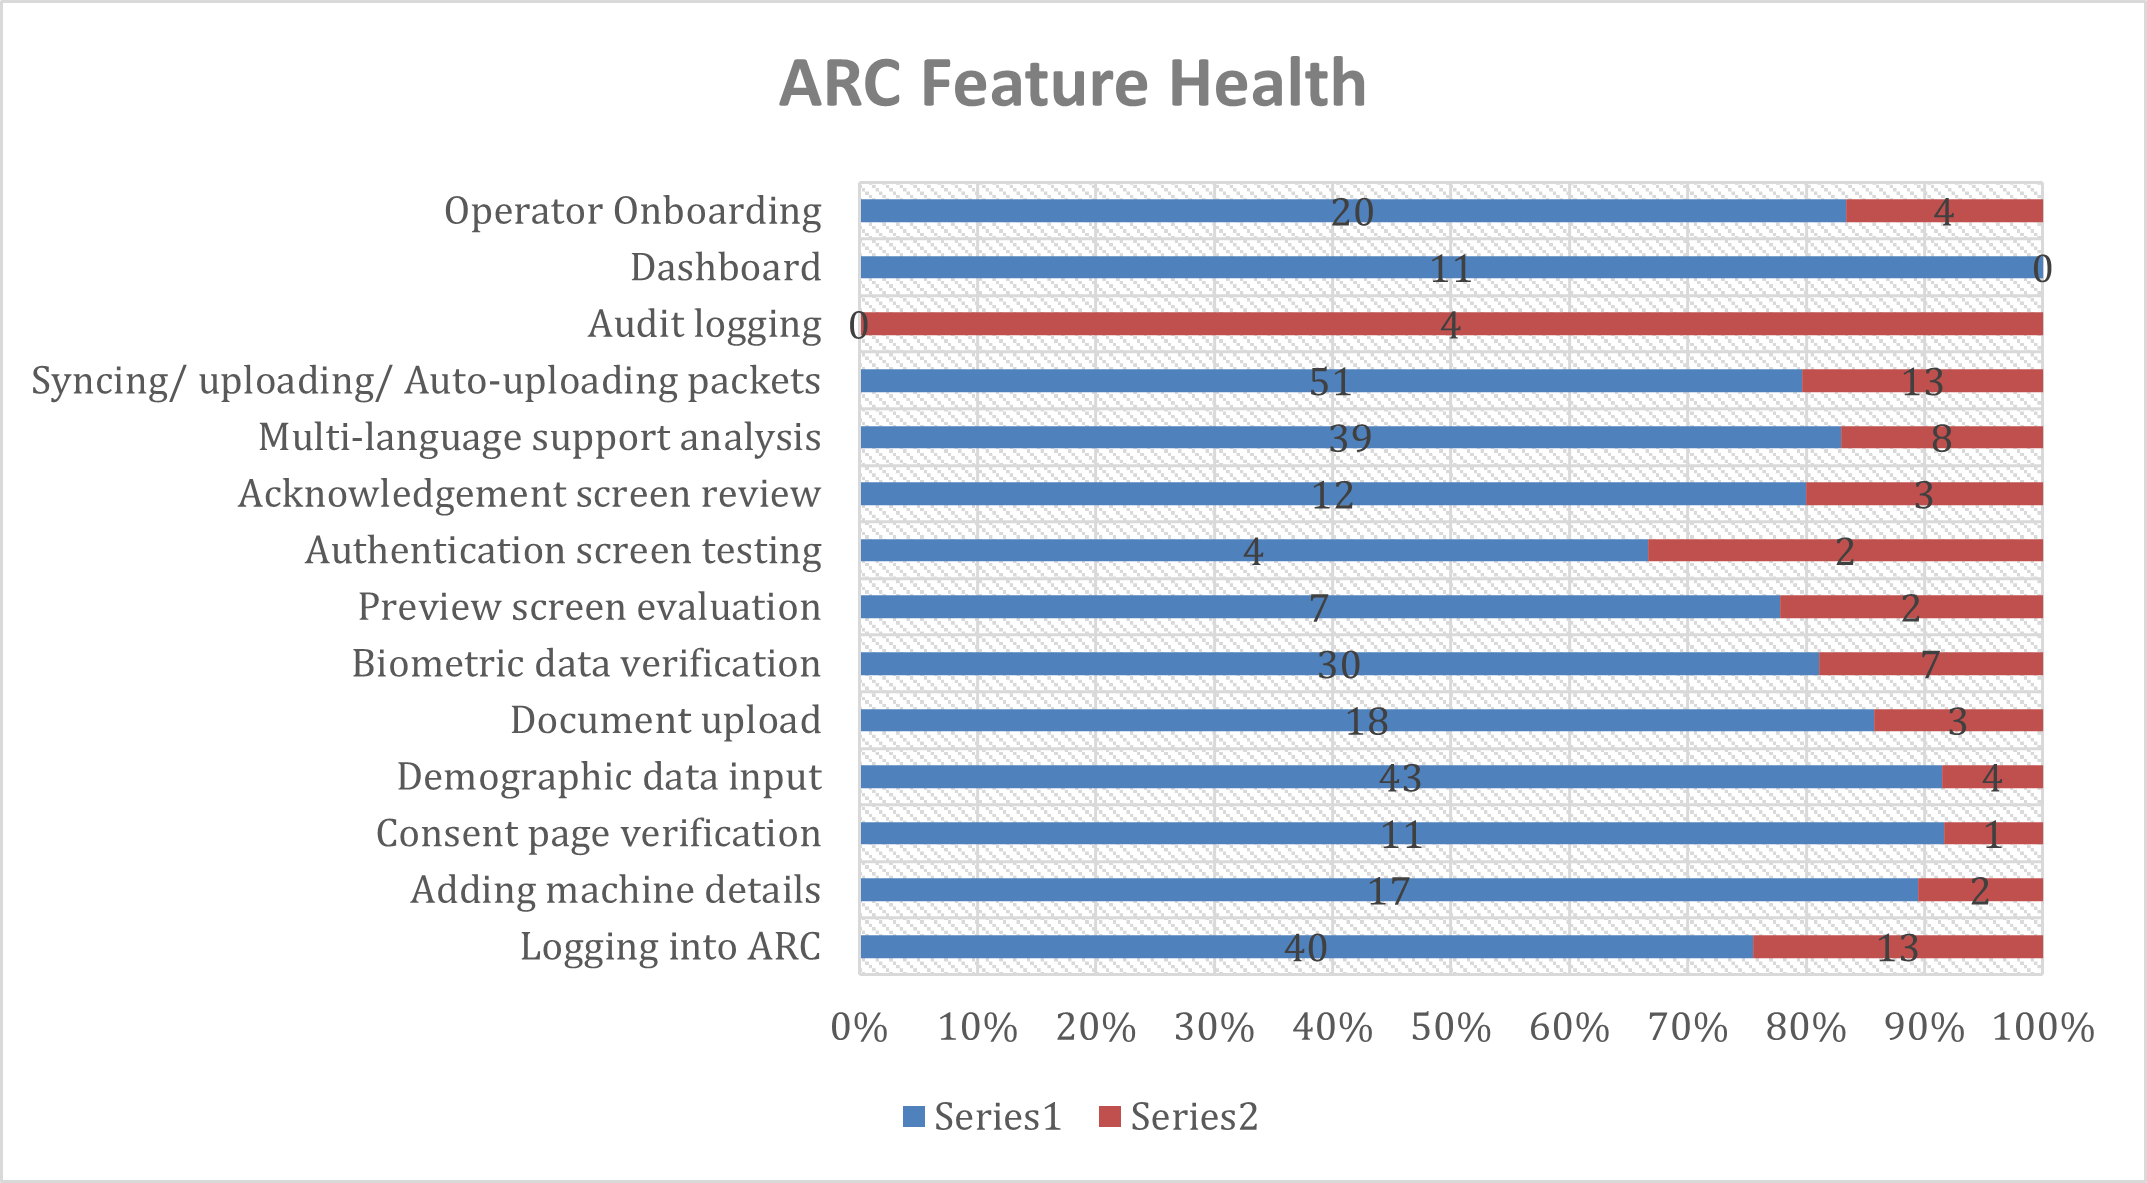 ARC Feature Health
Operator Onboarding 20 4
Dashboard 11 0
Audit logging 0 4
Syncing/ uploading/ Auto-uploading packets 51 13
Multi-language support analysis 39 8
Acknowledgement screen review 12 3
Authentication screen testing 4 2
Preview screen evaluation 7 2
Biometric data verification 30 7
Document upload 18 3
Demographic data input 43 4
Consent page verification 11 1
Adding machine details 17 2
Logging into ARC 40 13
0% 10% 20% 30% 40% 50% 60% 70% 80% 90% 100%
Series1 Series2